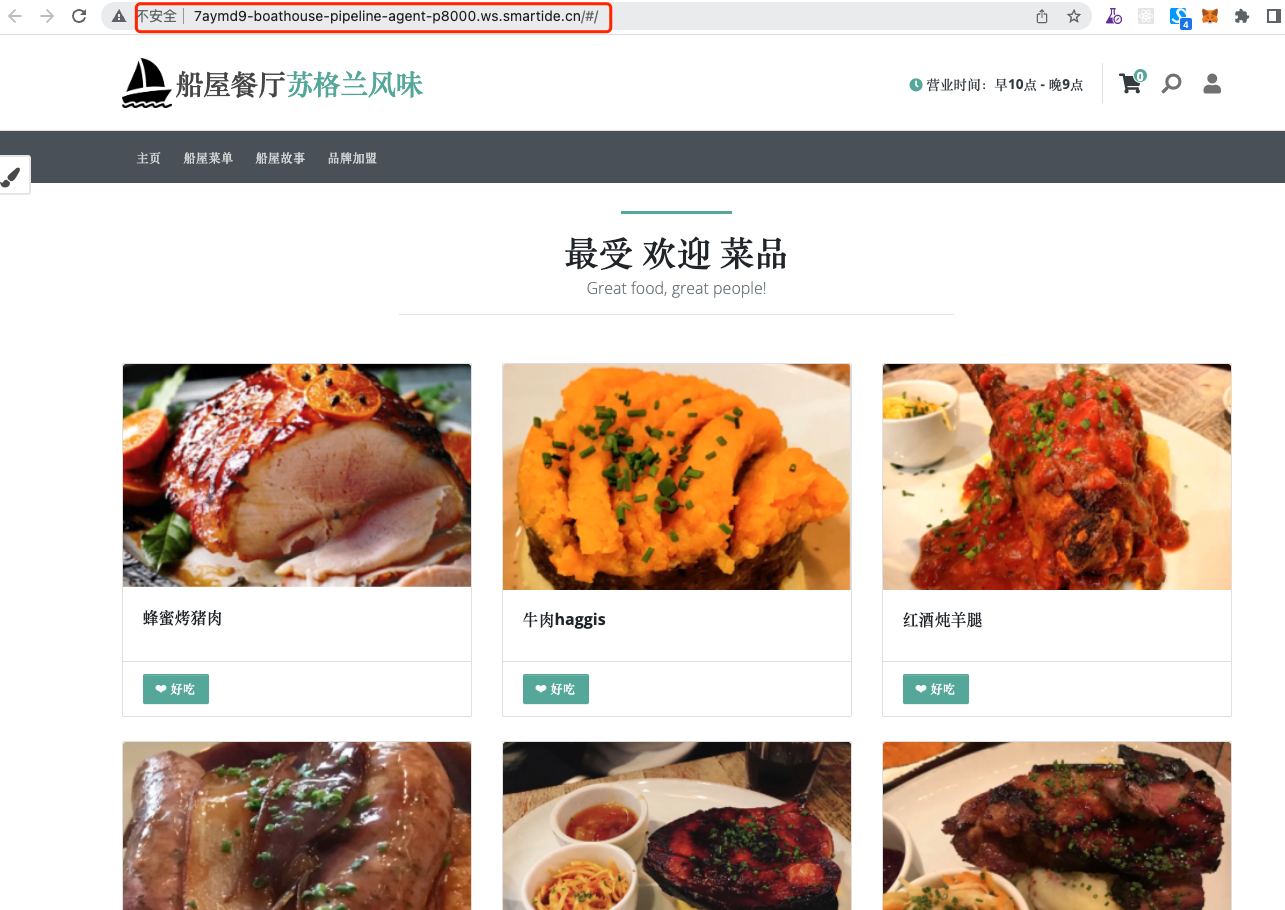 不安全 7aymd9-boathouse-pipeline-agent-p8000.ws.smartide.cn/#/
4
船屋餐厅苏格兰风味
营业时间：早10点 - 晚9点
0
主页 船屋菜单 船屋故事 品牌加盟
最受 欢迎 菜品
Great food, great people!
蜂蜜烤猪肉
牛肉haggis
红酒炖羊腿
好吃
好吃
好吃